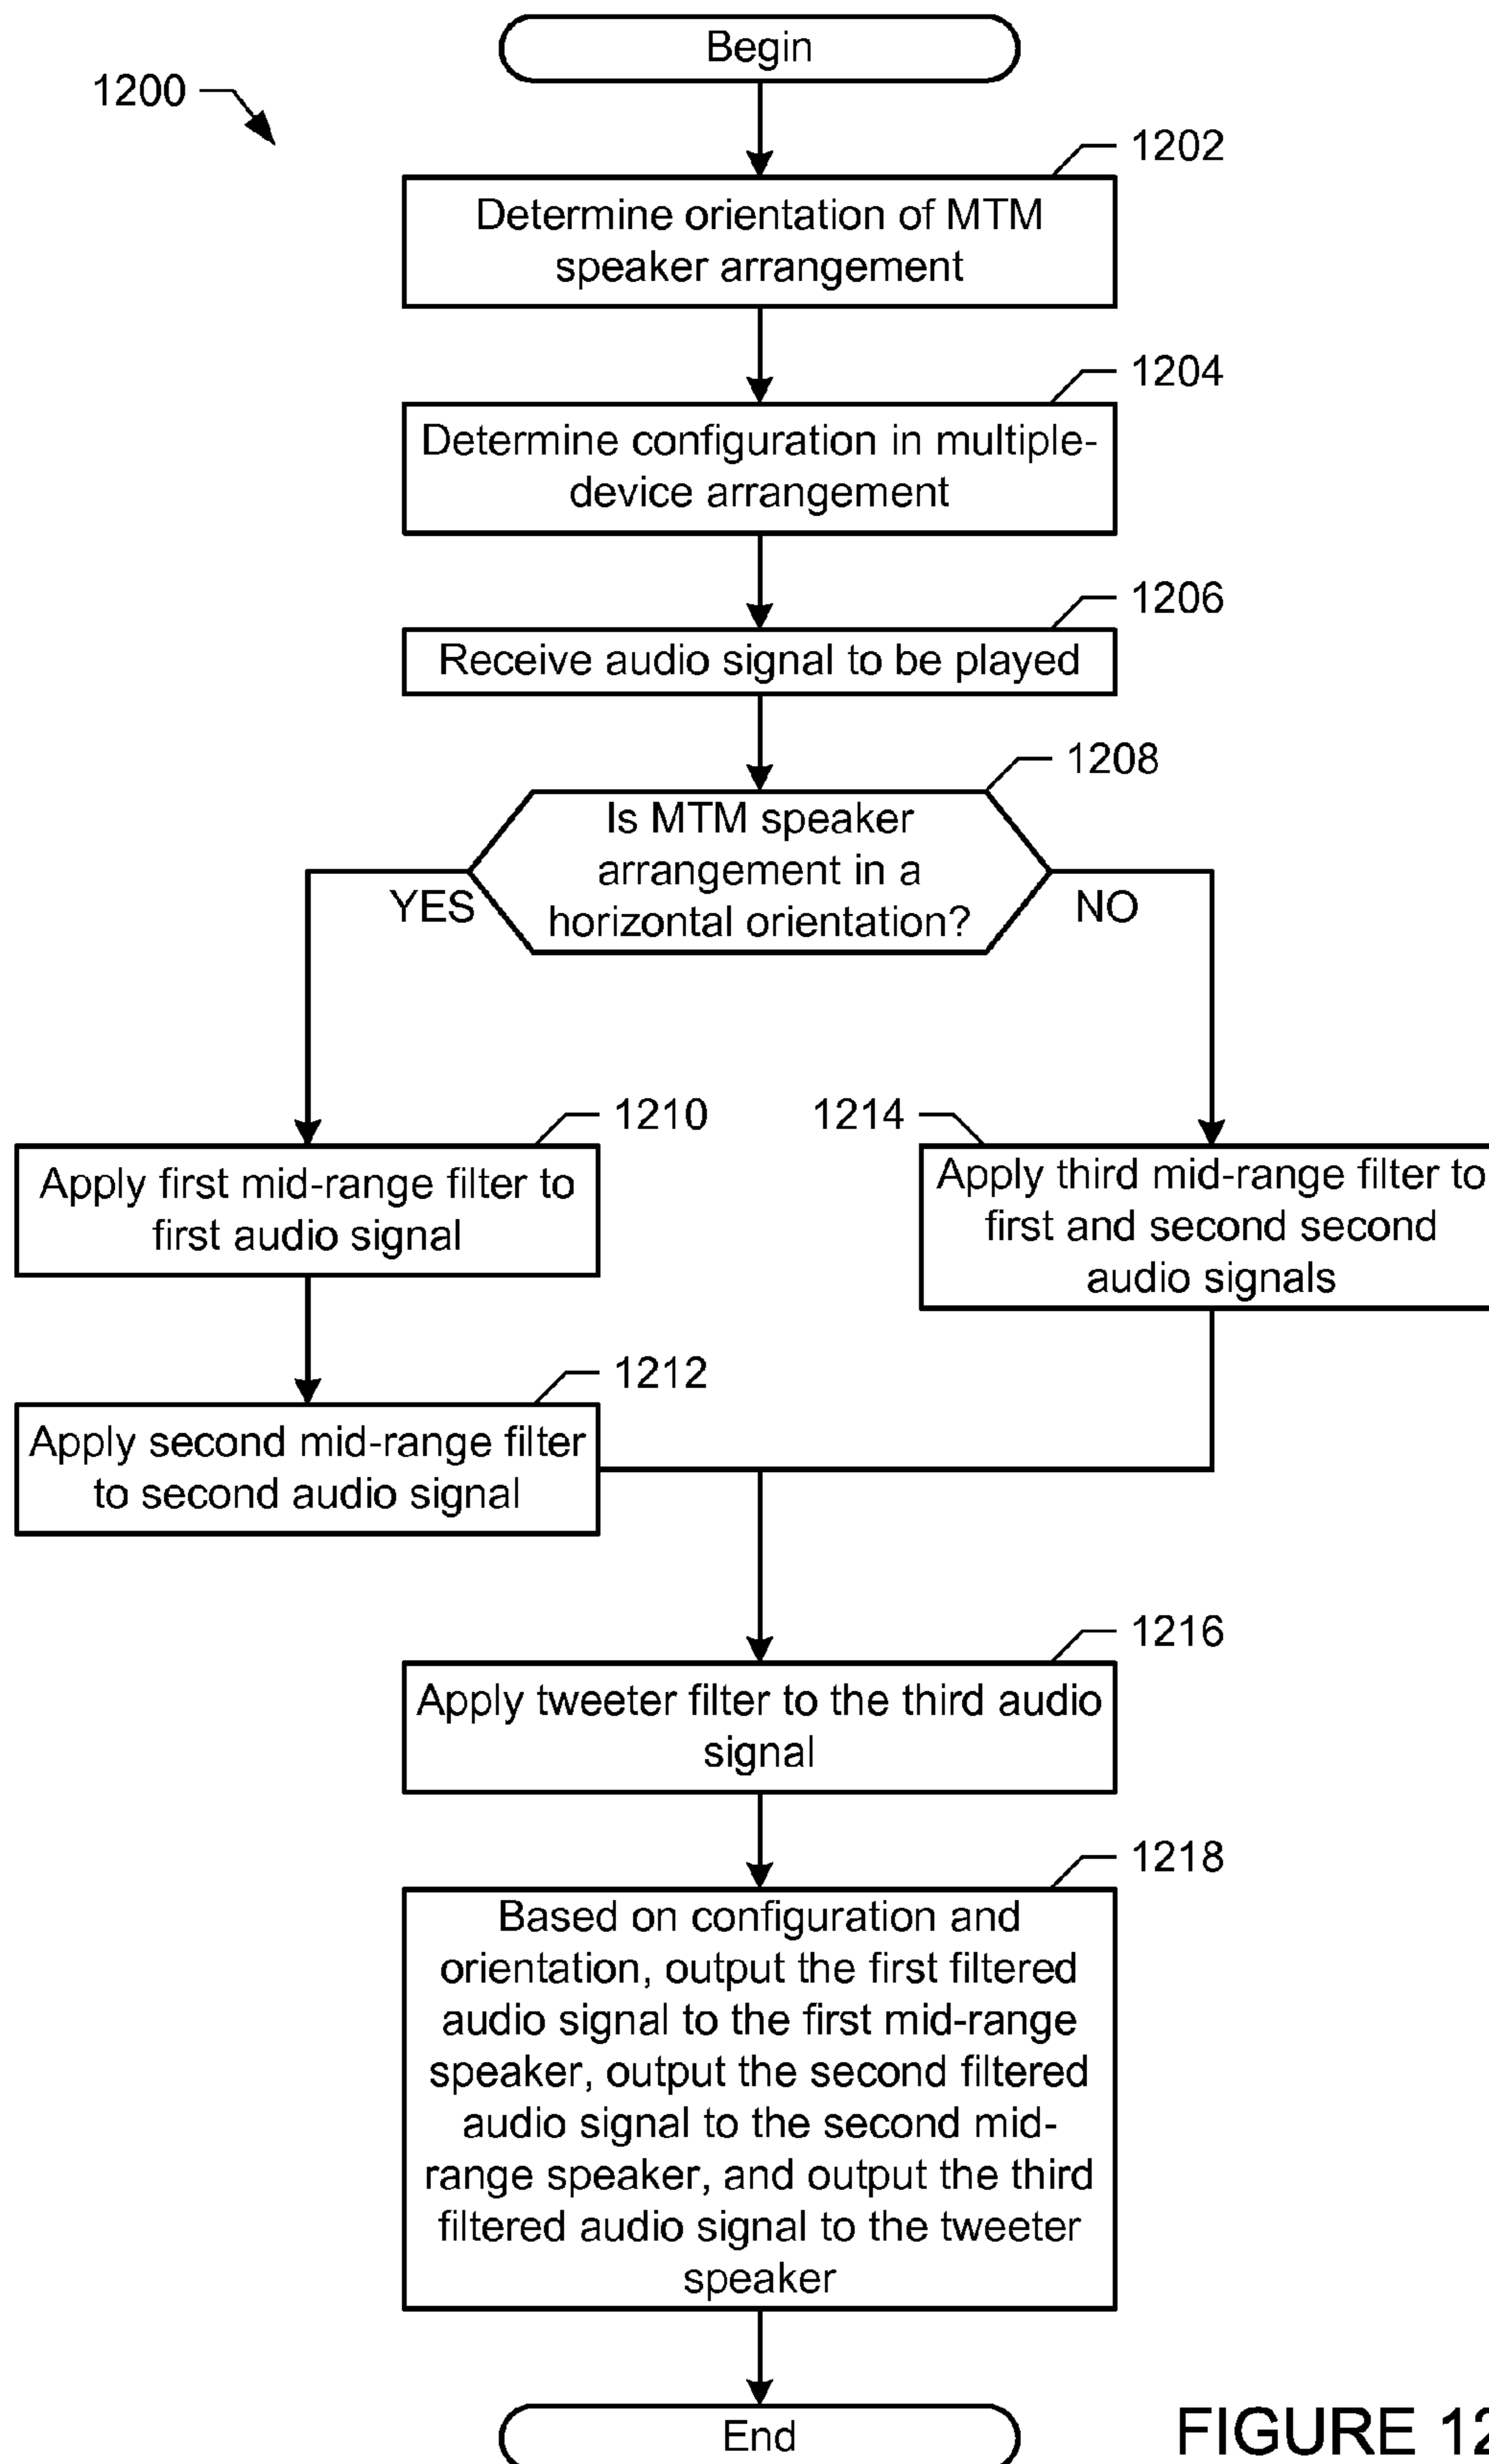 Begin
1200
1202
Determine orientation of MTM
speaker arrangement
1204
Determine configuration in multiple-
device arrangement
1206
Receive audio signal to be played
1208
Is MTM speaker
arrangement in a
horizontal orientation?
YES
NO
1210
Apply first mid-range filter to
first audio signal
1214
Apply third mid-range filter to
first and second second
audio signals
1212
Apply second mid-range filter
to second audio signal
1216
Apply tweeter filter to the third audio
signal
1218
Based on configuration and
orientation, output the first filtered
audio signal to the first mid-range
speaker, output the second filtered
audio signal to the second mid-
range speaker, and output the third
filtered audio signal to the tweeter
speaker
End
FIGURE 12